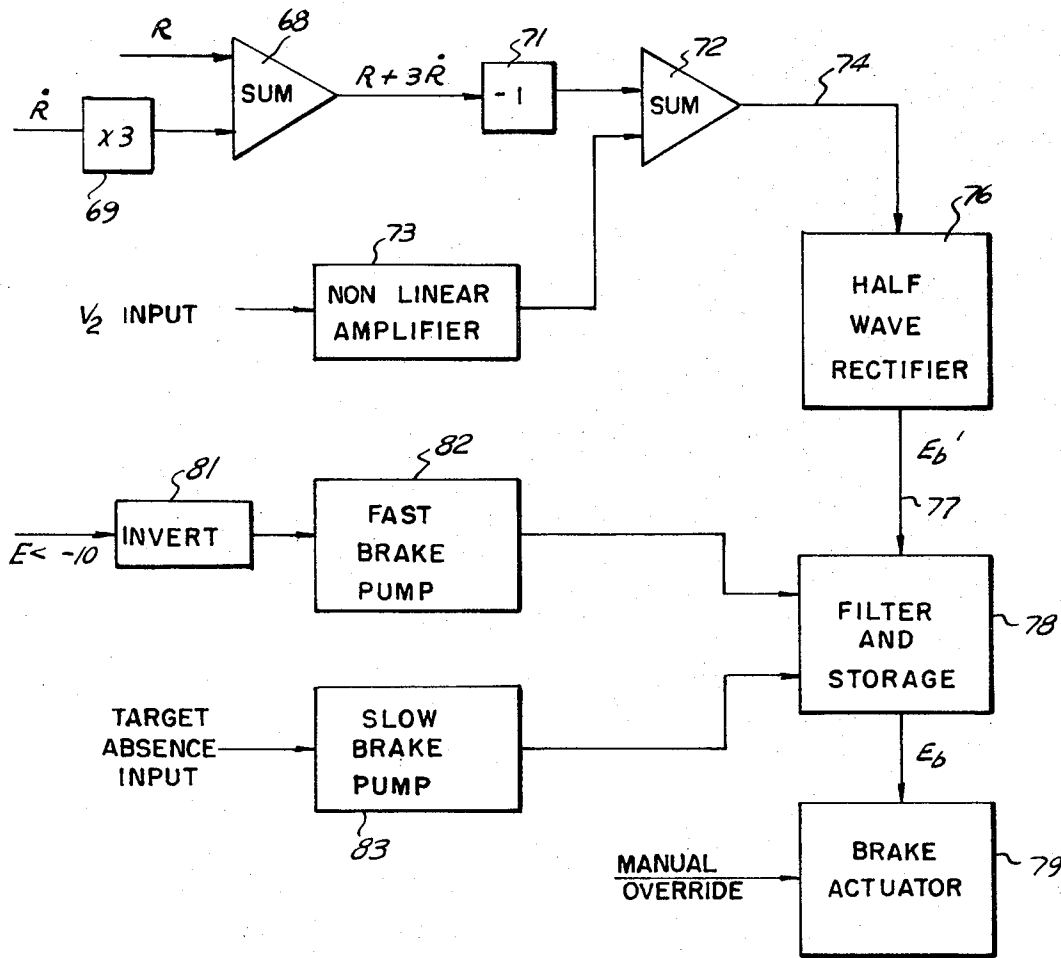 R
68
SUM
R + 3Ṙ
71
-1
72
SUM
74
Ṙ
X3
69
76
HALF
WAVE
RECTIFIER
73
NON LINEAR
AMPLIFIER
V₂ INPUT
Eb'
77
81
INVERT
E < -10
82
FAST
BRAKE
PUMP
FILTER
AND
STORAGE
78
TARGET
ABSENCE
INPUT
SLOW
BRAKE
PUMP
83
Eb
MANUAL
OVERRIDE
BRAKE
ACTUATOR
79